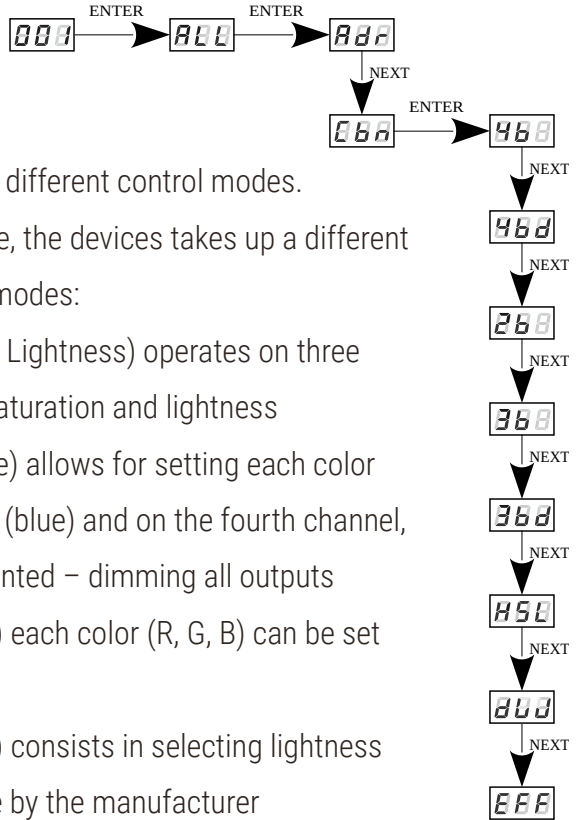 ENTER ENTER
001 ALL Adr
NEXT
ENTER
Cbn 4b
NEXT
different control modes.
4bd
e, the devices takes up a different
NEXT
modes:
2b
Lightness) operates on three
NEXT
aturation and lightness
3b
e) allows for setting each color
NEXT
(blue) and on the fourth channel,
3bd
nted – dimming all outputs
NEXT
HSL
) each color (R, G, B) can be set
NEXT
) consists in selecting lightness
NEXT
e by the manufacturer
EFF